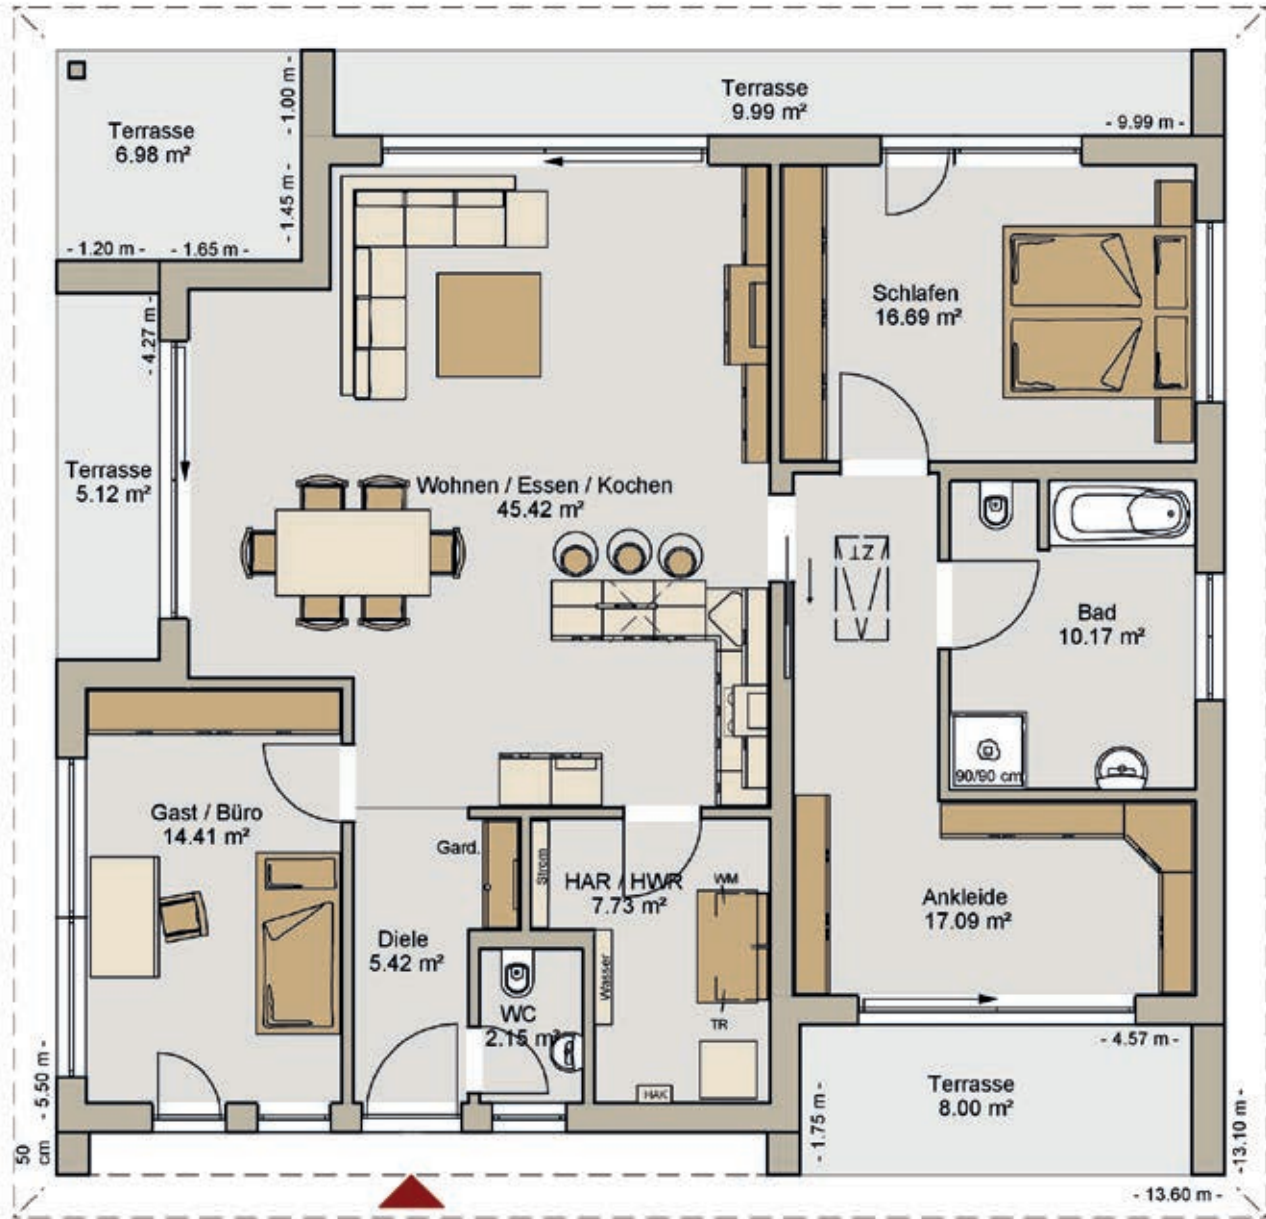 Terrasse
9.99 m²
- 9.99 m -
- 1.00 m -
Terrasse
6.98 m²
- 1.45 m -
- 1.20 m -
- 1.65 m -
Schlafen
16.69 m²
- 4.27 m -
Terrasse
5.12 m²
Wohnen / Essen / Kochen
45.42 m²
ZT
Bad
10.17 m²
90/90 cm
Gast / Büro
14.41 m²
Gard.
Strom
HAR / HWR
7.73 m²
WM
Ankleide
17.09 m²
Diele
5.42 m²
Wasser
WC
2.15 m²
TR
HAK
- 4.57 m -
Terrasse
8.00 m²
- 5.50 m -
50
cm
- 1.75 m -
-13.10 m -
- 13.60 m -